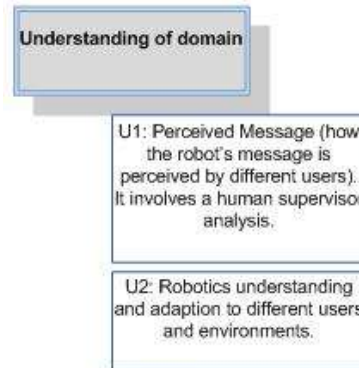 Understanding of domain
U1: Perceived Message (how
the robot's message is
perceived by different users).
It involves a human supervisor
analysis.
U2: Robotics understanding
and adaption to different users
and environments.